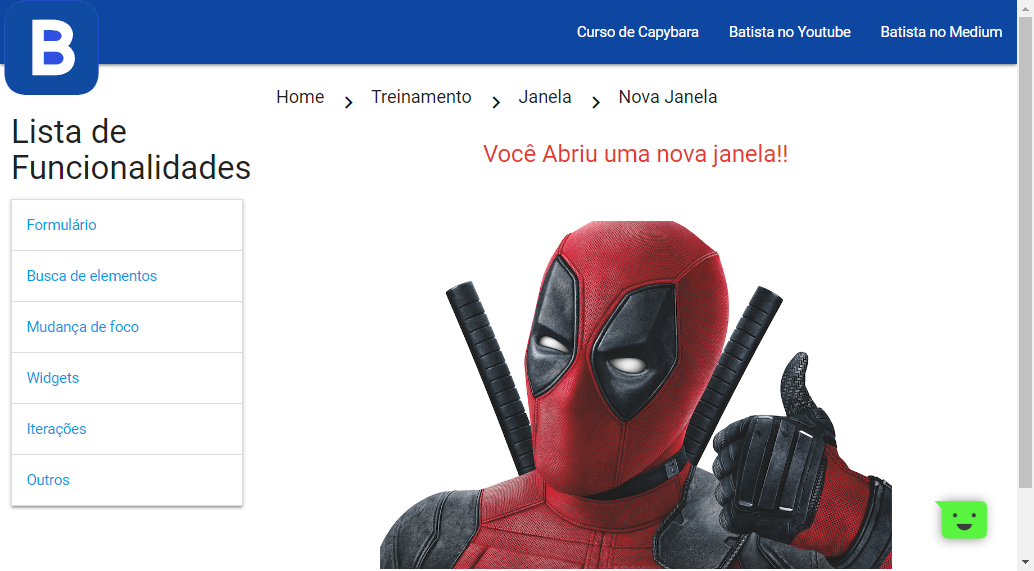 B
Curso de Capybara Batista no Youtube Batista no Medium
Home Treinamento Janela Nova Janela
Lista de
Funcionalidades
Você Abriu uma nova janela!!
Formulário
Busca de elementos
Mudança de foco
Widgets
Iterações
Outros